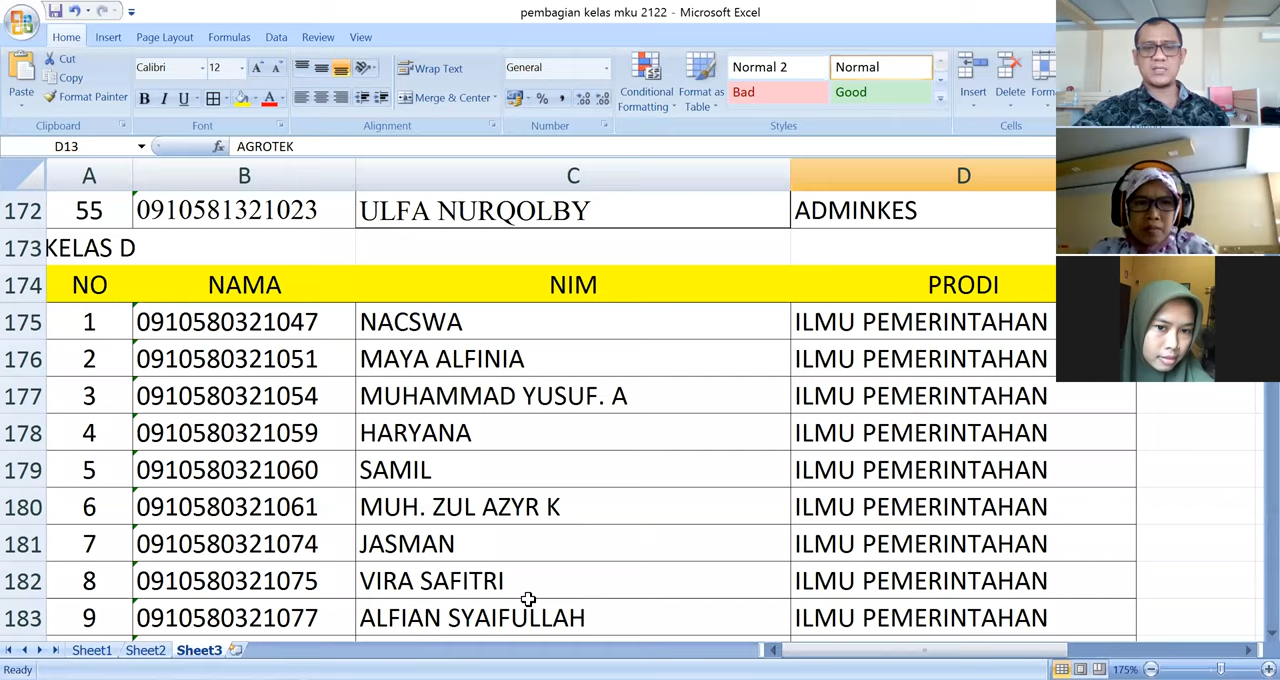 pembagian kelas mku 2122 - Microsoft Excel
Home Insert Page Layout Formulas Data Review View
Cut
Copy
Format Painter
Paste
Clipboard
Calibri 12
B I U
Font
Wrap Text
Merge & Center
Alignment
General
Number
Conditional Formatting
Format as Table
Normal 2 Normal
Bad Good
Styles
Insert Delete
Cells
D13 fx AGROTEK
A B C D
172 55 0910581321023 ULFA NURQOLBY ADMINKES
173 KELAS D
174 NO NAMA NIM PRODI
175 1 0910580321047 NACSWA ILMU PEMERINTAHAN
176 2 0910580321051 MAYA ALFINIA ILMU PEMERINTAHAN
177 3 0910580321054 MUHAMMAD YUSUF. A ILMU PEMERINTAHAN
178 4 0910580321059 HARYANA ILMU PEMERINTAHAN
179 5 0910580321060 SAMIL ILMU PEMERINTAHAN
180 6 0910580321061 MUH. ZUL AZYR K ILMU PEMERINTAHAN
181 7 0910580321074 JASMAN ILMU PEMERINTAHAN
182 8 0910580321075 VIRA SAFITRI ILMU PEMERINTAHAN
183 9 0910580321077 ALFIAN SYAIFULLAH ILMU PEMERINTAHAN
Sheet1 Sheet2 Sheet3
Ready 175%